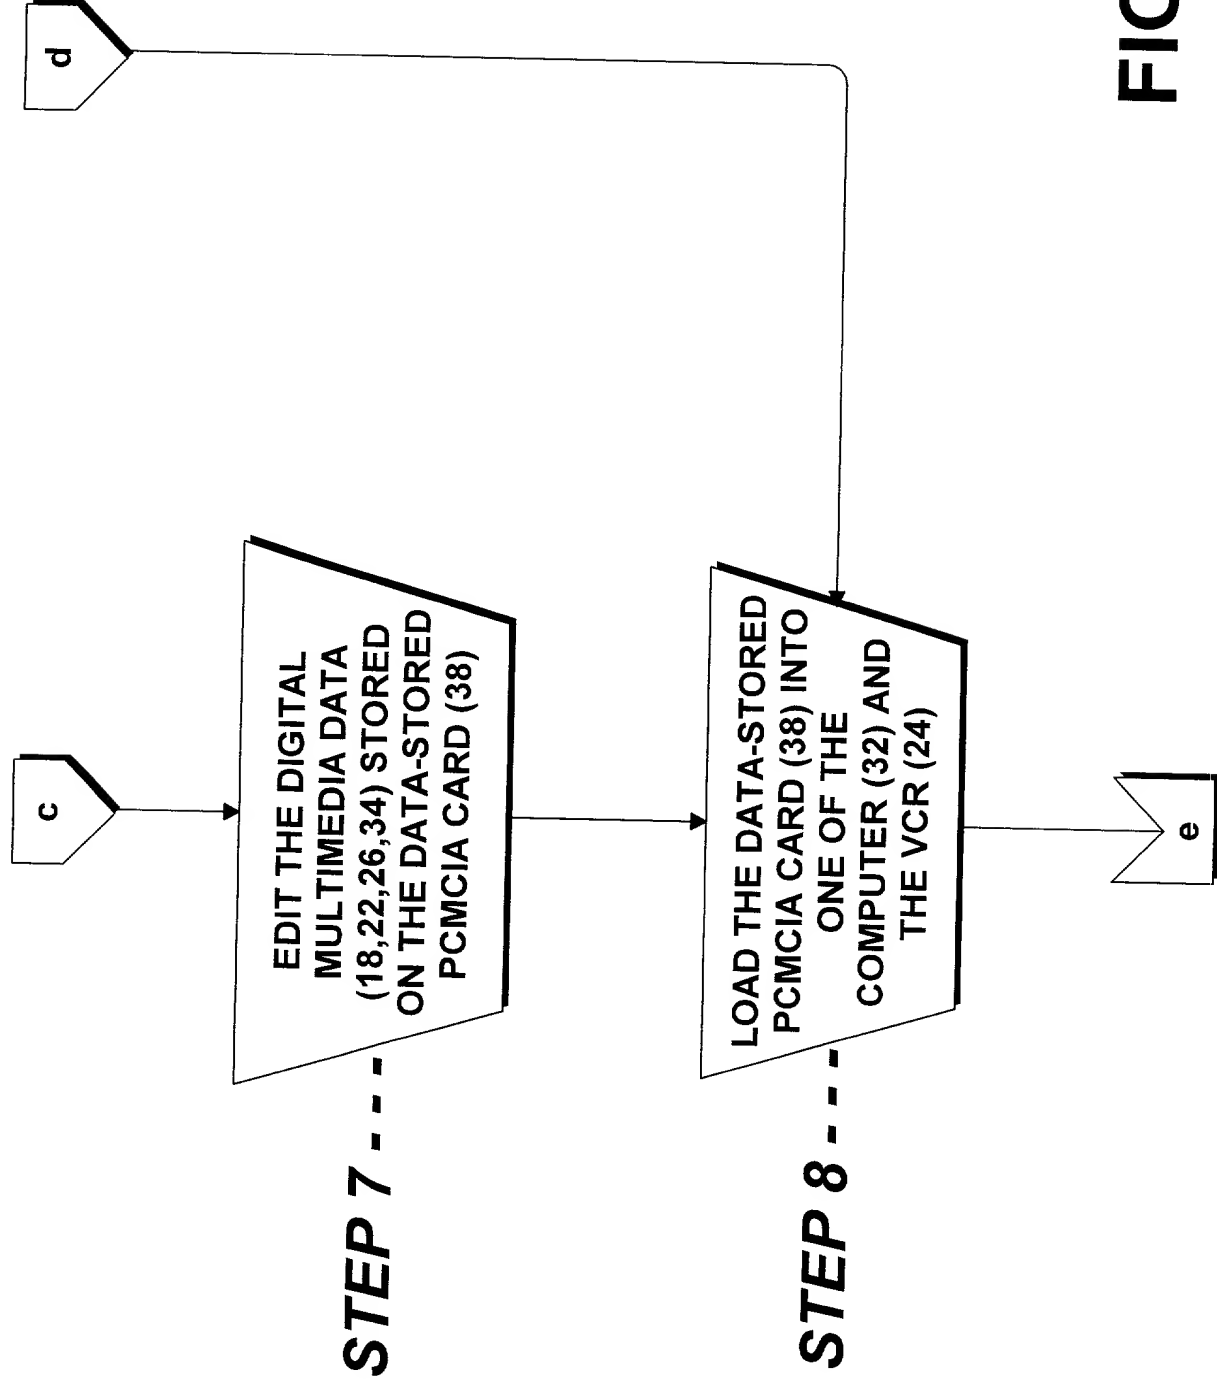 c
d
STEP 7 - - -
EDIT THE DIGITAL
MULTIMEDIA DATA
(18,22,26,34) STORED
ON THE DATA-STORED
PCMCIA CARD (38)
STEP 8 - - -
LOAD THE DATA-STORED
PCMCIA CARD (38) INTO
ONE OF THE
COMPUTER (32) AND
THE VCR (24)
e